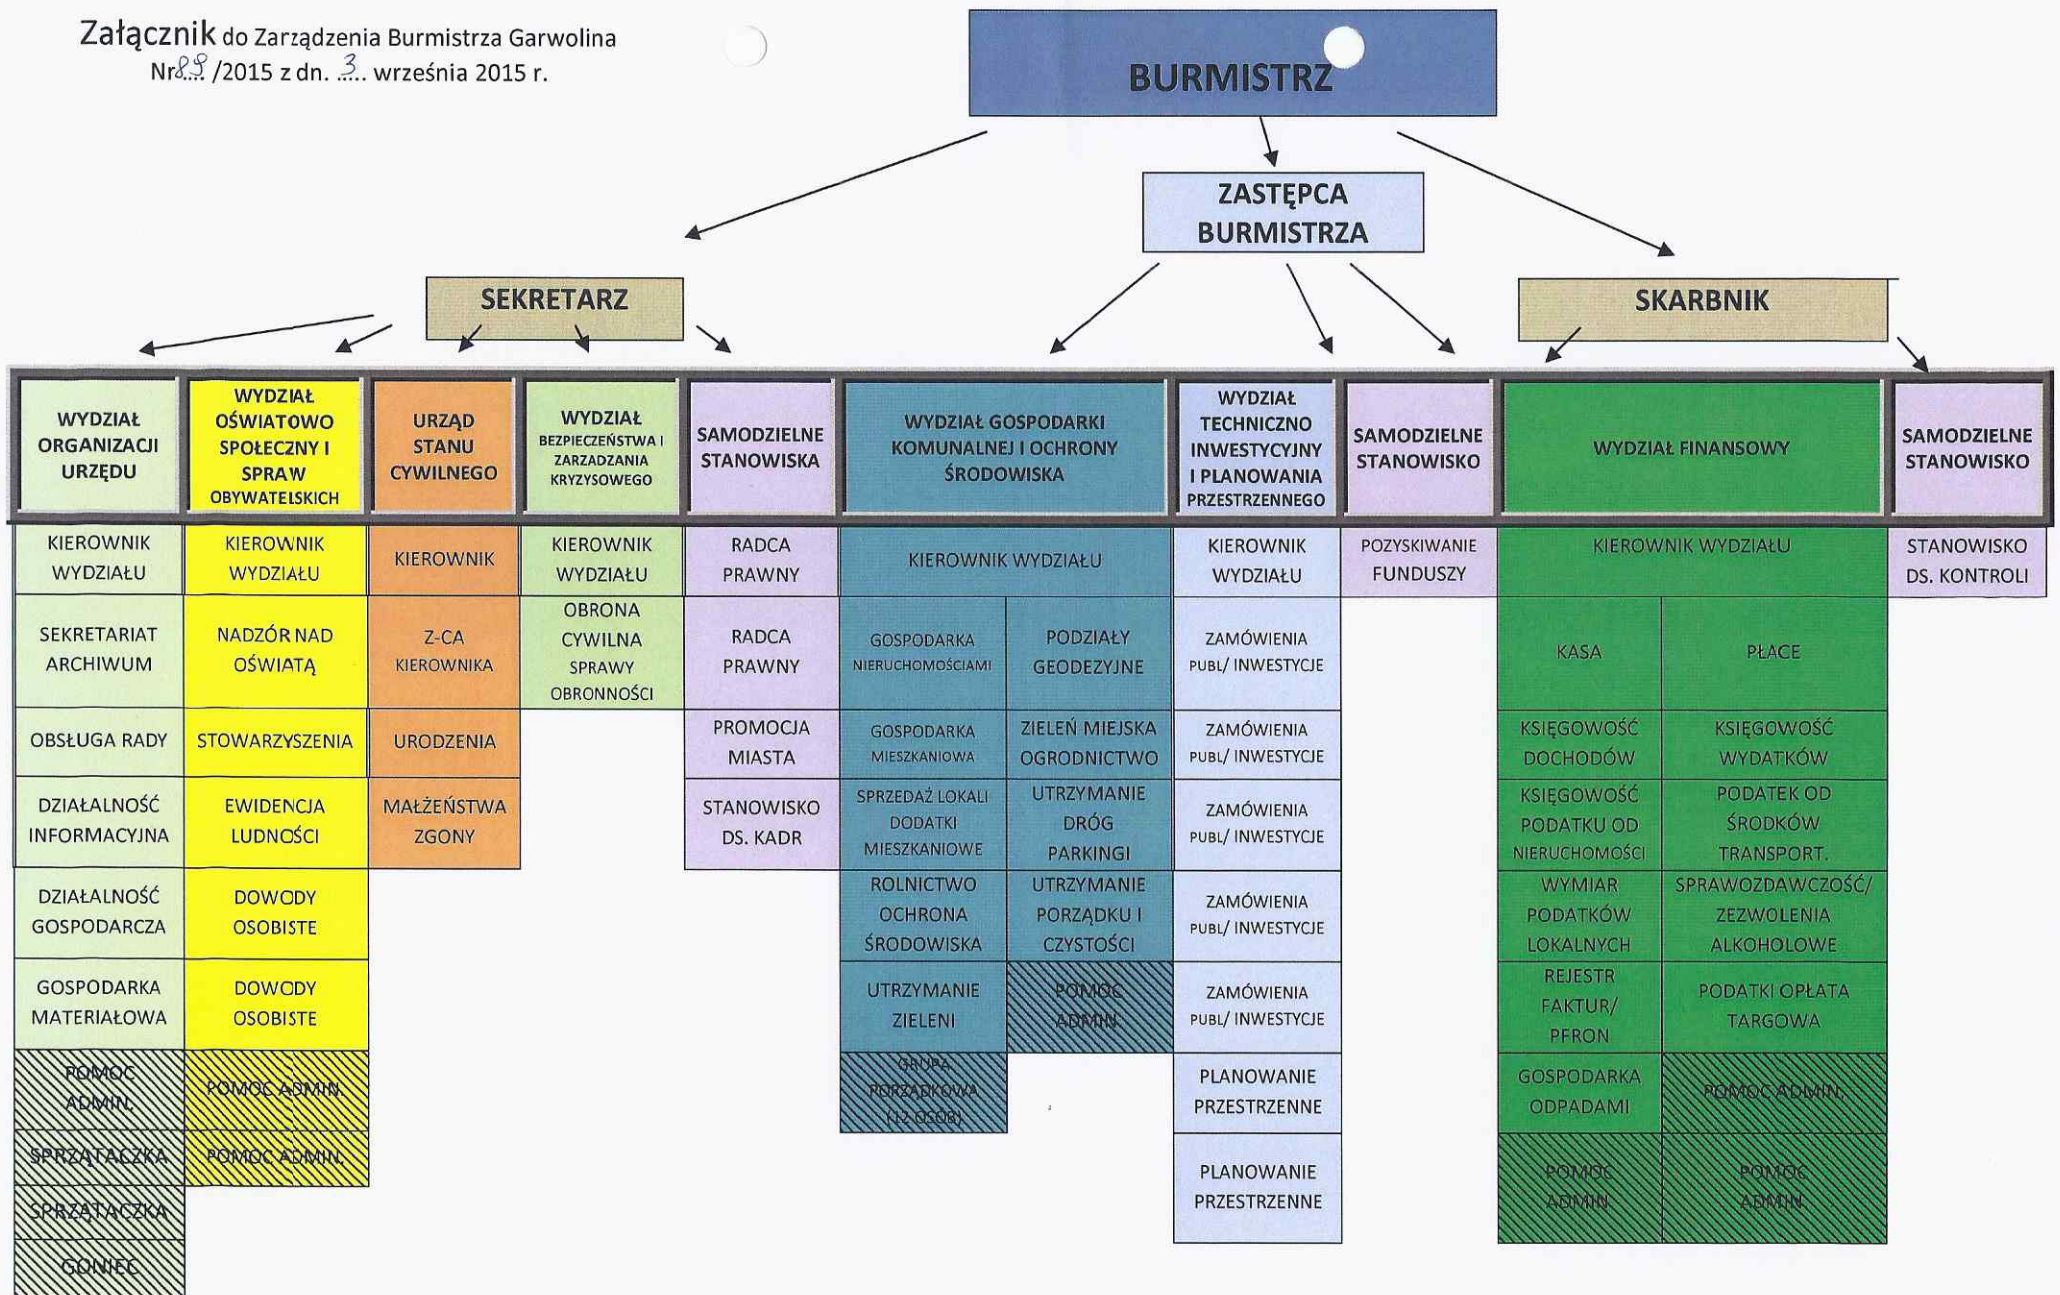 Załącznik do Zarządzenia Burmistrza Garwolina
Nr 89 /2015 z dn. 3 września 2015 r.
BURMISTRZ
ZASTĘPCA
BURMISTRZA
SEKRETARZ
SKARBNIK
WYDZIAŁ
ORGANIZACJI
URZĘDU
WYDZIAŁ
OŚWIATOWO
SPOŁECZNY I
SPRAW
OBYWATELSKICH
URZĄD
STANU
CYWILNEGO
WYDZIAŁ
BEZPIECZEŃSTWA I
ZARZADZANIA
KRYZYSOWEGO
SAMODZIELNE
STANOWISKA
WYDZIAŁ GOSPODARKI
KOMUNALNEJ I OCHRONY
ŚRODOWISKA
WYDZIAŁ
TECHNICZNO
INWESTYCYJNY
I PLANOWANIA
PRZESTRZENNEGO
SAMODZIELNE
STANOWISKO
WYDZIAŁ FINANSOWY
SAMODZIELNE
STANOWISKO
KIEROWNIK
WYDZIAŁU
KIEROWNIK
WYDZIAŁU
KIEROWNIK
KIEROWNIK
WYDZIAŁU
RADCA
PRAWNY
KIEROWNIK WYDZIAŁU
KIEROWNIK
WYDZIAŁU
POZYSKIWANIE
FUNDUSZY
KIEROWNIK WYDZIAŁU
STANOWISKO
DS. KONTROLI
SEKRETARIAT
ARCHIWUM
NADZÓR NAD
OŚWIATĄ
Z-CA
KIEROWNIKA
OBRONA
CYWILNA
SPRAWY
OBRONNOŚCI
RADCA
PRAWNY
GOSPODARKA
NIERUCHOMOŚCIAMI
PODZIAŁY
GEODEZYJNE
ZAMÓWIENIA
PUBL/ INWESTYCJE
KASA
PŁACE
OBSŁUGA RADY
STOWARZYSZENIA
URODZENIA
PROMOCJA
MIASTA
GOSPODARKA
MIESZKANIOWA
ZIELEŃ MIEJSKA
OGRODNICTWO
ZAMÓWIENIA
PUBL/ INWESTYCJE
KSIĘGOWOŚĆ
DOCHODÓW
KSIĘGOWOŚĆ
WYDATKÓW
DZIAŁALNOŚĆ
INFORMACYJNA
EWIDENCJA
LUDNOŚCI
MAŁŻEŃSTWA
ZGONY
STANOWISKO
DS. KADR
SPRZEDAŻ LOKALI
DODATKI
MIESZKANIOWE
UTRZYMANIE
DRÓG
PARKINGI
ZAMÓWIENIA
PUBL/ INWESTYCJE
KSIĘGOWOŚĆ
PODATKU OD
NIERUCHOMOŚCI
PODATEK OD
ŚRODKÓW
TRANSPORT.
DZIAŁALNOŚĆ
GOSPODARCZA
DOWODY
OSOBISTE
ROLNICTWO
OCHRONA
ŚRODOWISKA
UTRZYMANIE
PORZĄDKU I
CZYSTOŚCI
ZAMÓWIENIA
PUBL/ INWESTYCJE
WYMIAR
PODATKÓW
LOKALNYCH
SPRAWOZDAWCZOŚĆ/
ZEZWOLENIA
ALKOHOLOWE
GOSPODARKA
MATERIAŁOWA
DOWODY
OSOBISTE
UTRZYMANIE
ZIELENI
POMOC
ADMIN.
ZAMÓWIENIA
PUBL/ INWESTYCJE
REJESTR
FAKTUR/
PFRON
PODATKI OPŁATA
TARGOWA
POMOC
ADMIN.
POMOC ADMIN.
GRUPA
PORZĄDKOWA
(12 OSÓB)
PLANOWANIE
PRZESTRZENNE
GOSPODARKA
ODPADAMI
POMOC ADMIN.
SPRZĄTACZKA
POMOC ADMIN.
PLANOWANIE
PRZESTRZENNE
POMOC
ADMIN
POMOC
ADMIN.
SPRZĄTACZKA
GONIEC